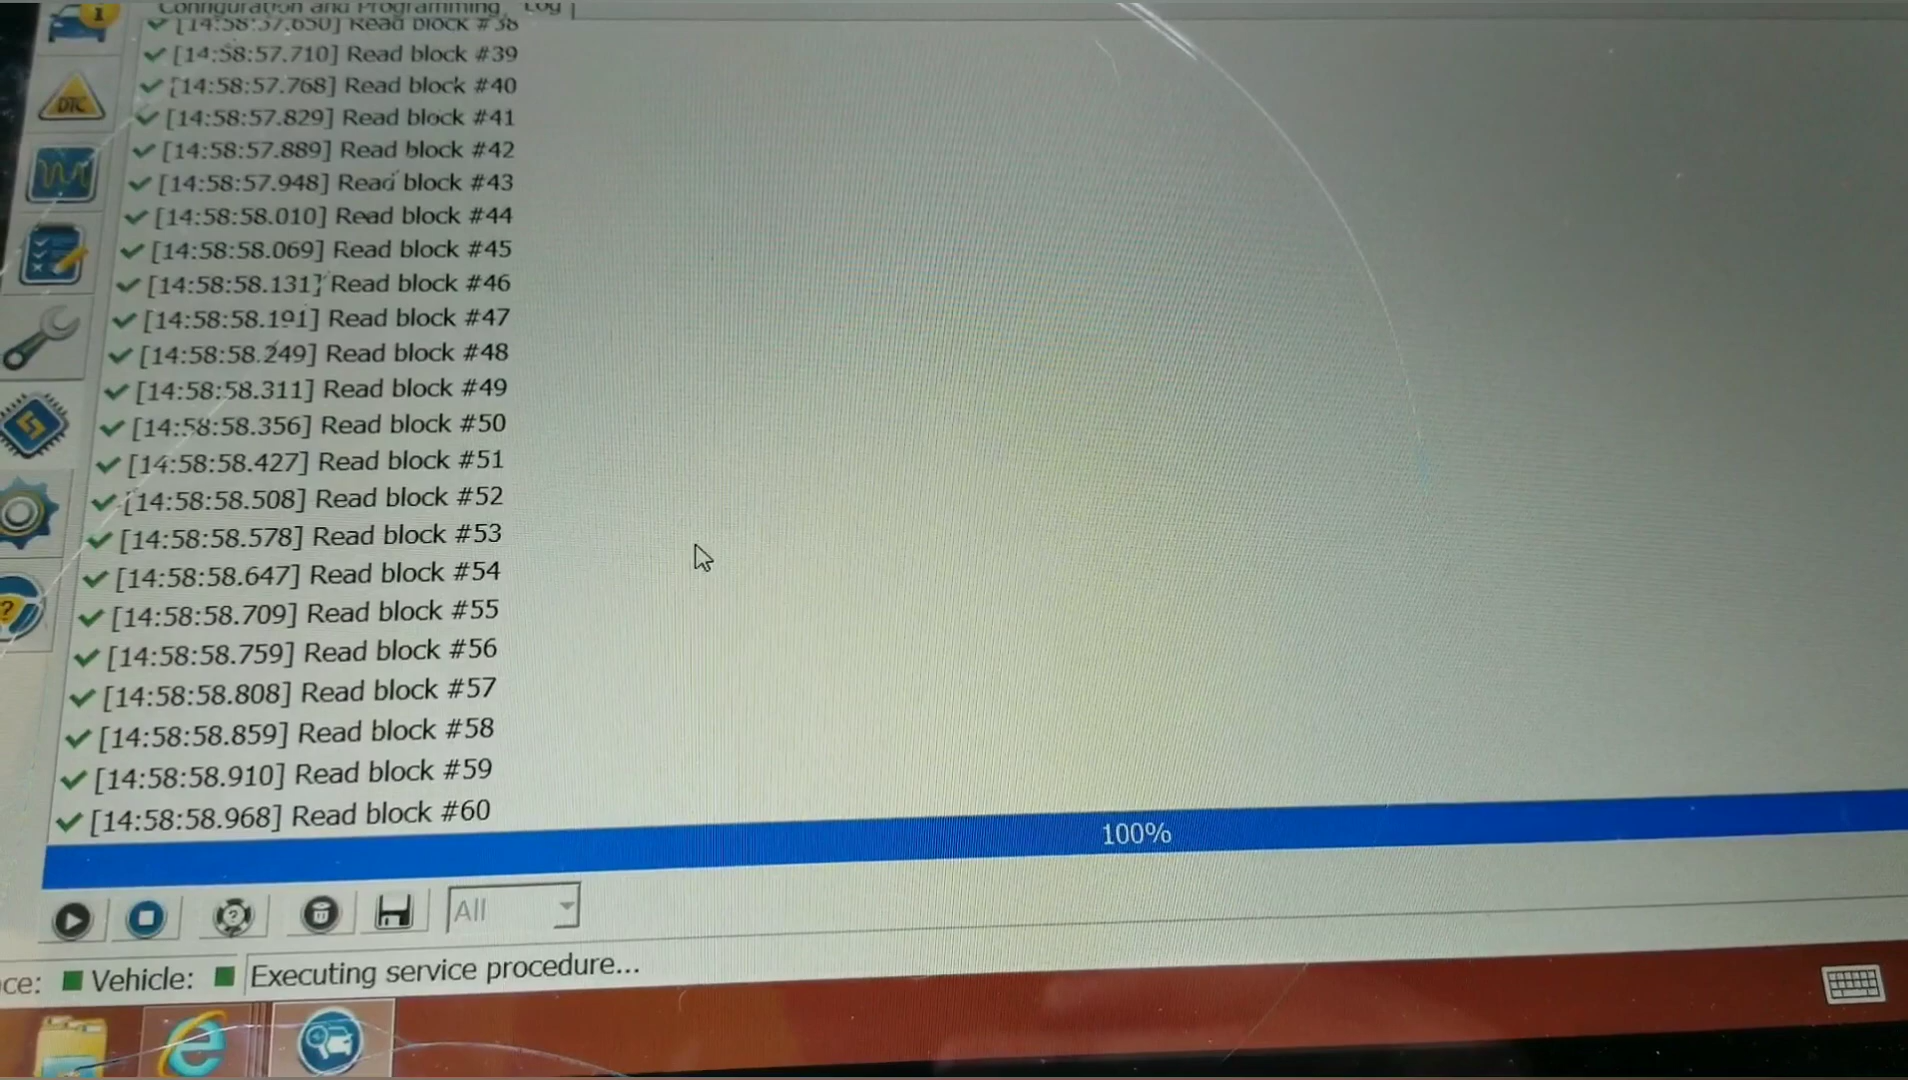 Configuration and Programming Log
[14:58:57.650] Read block #38
[14:58:57.710] Read block #39
[14:58:57.768] Read block #40
[14:58:57.829] Read block #41
[14:58:57.889] Read block #42
[14:58:57.948] Read block #43
[14:58:58.010] Read block #44
[14:58:58.069] Read block #45
[14:58:58.131] Read block #46
[14:58:58.191] Read block #47
[14:58:58.249] Read block #48
[14:58:58.311] Read block #49
[14:58:58.356] Read block #50
[14:58:58.427] Read block #51
[14:58:58.508] Read block #52
[14:58:58.578] Read block #53
[14:58:58.647] Read block #54
[14:58:58.709] Read block #55
[14:58:58.759] Read block #56
[14:58:58.808] Read block #57
[14:58:58.859] Read block #58
[14:58:58.910] Read block #59
[14:58:58.968] Read block #60
100%
All
ce: Vehicle: Executing service procedure...
DTC